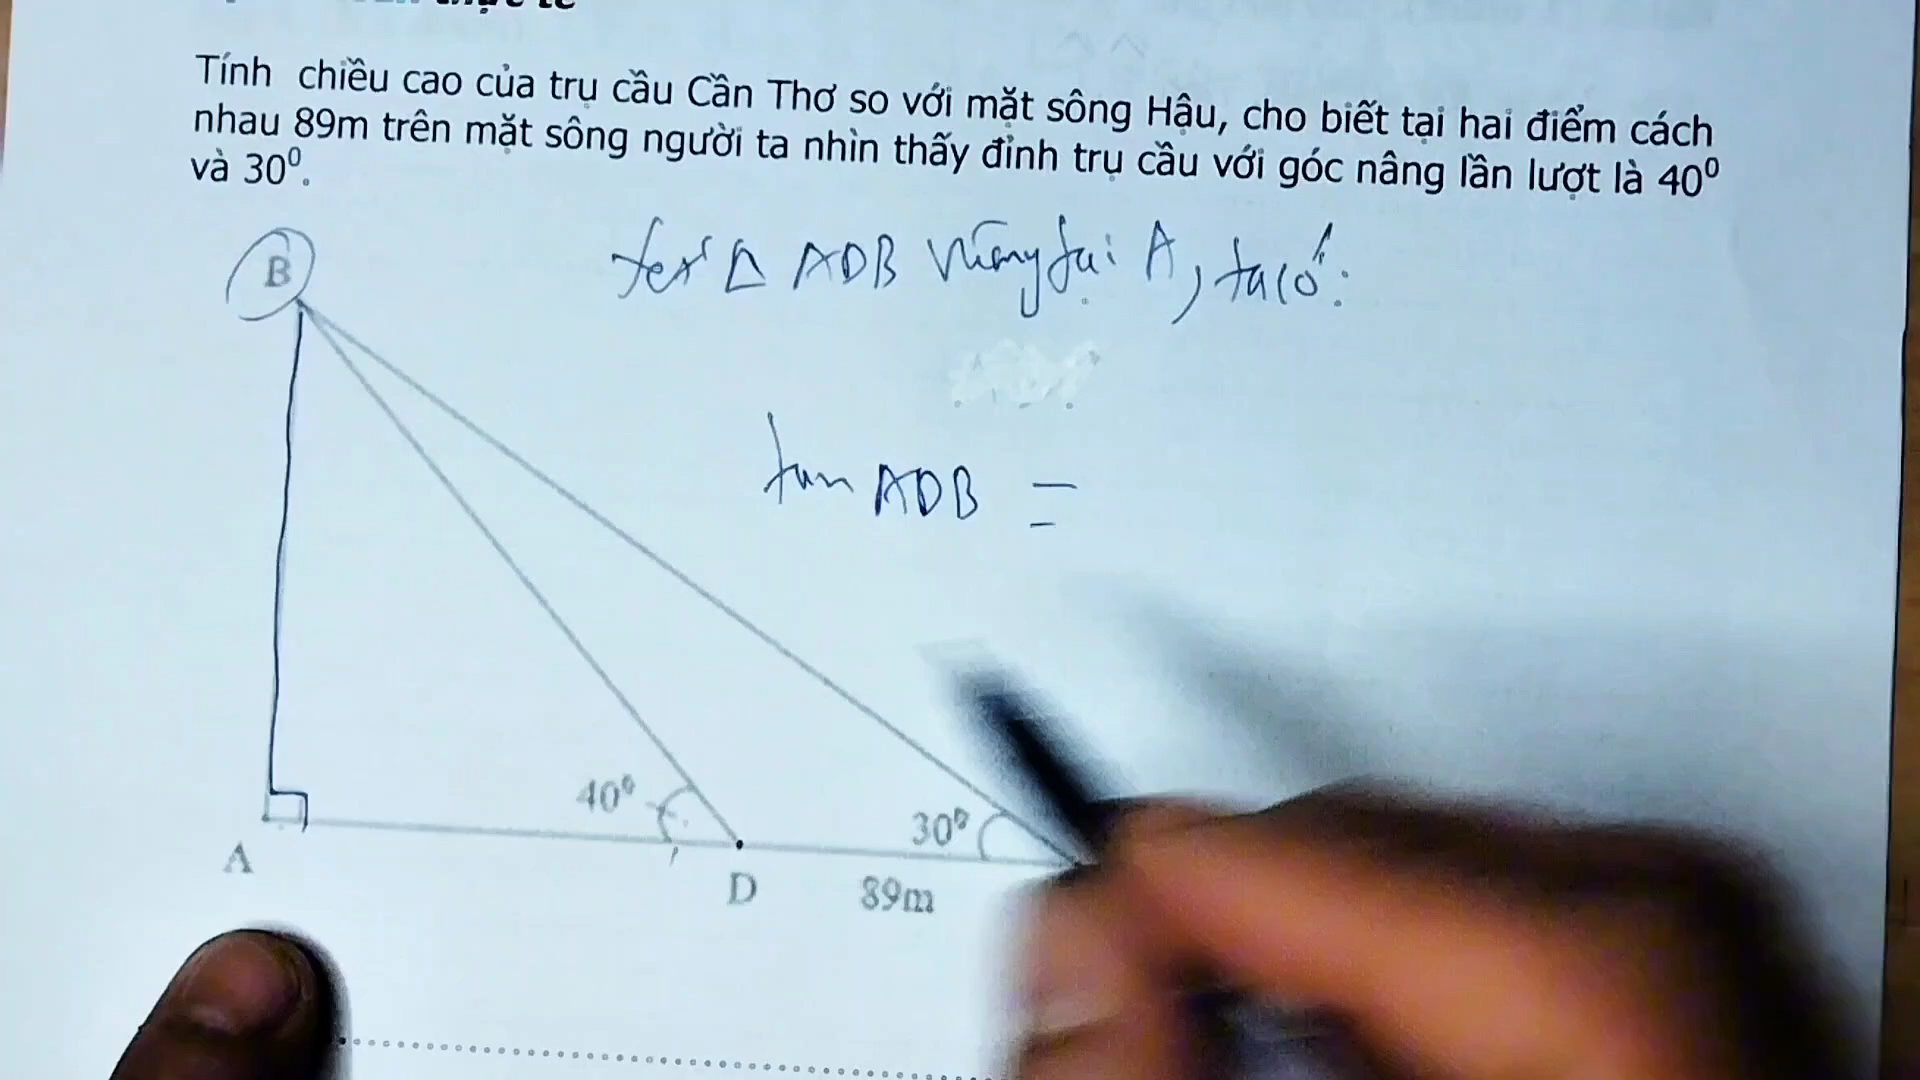 Tính chiều cao của trụ cầu Cần Thơ so với mặt sông Hậu, cho biết tại hai điểm cách
nhau 89m trên mặt sông người ta nhìn thấy đỉnh trụ cầu với góc nâng lần lượt là 40⁰
và 30⁰.
B
Δ ADB vuông tại A, ta có:
tan ADB =
40⁰
30⁰
A
D
89m